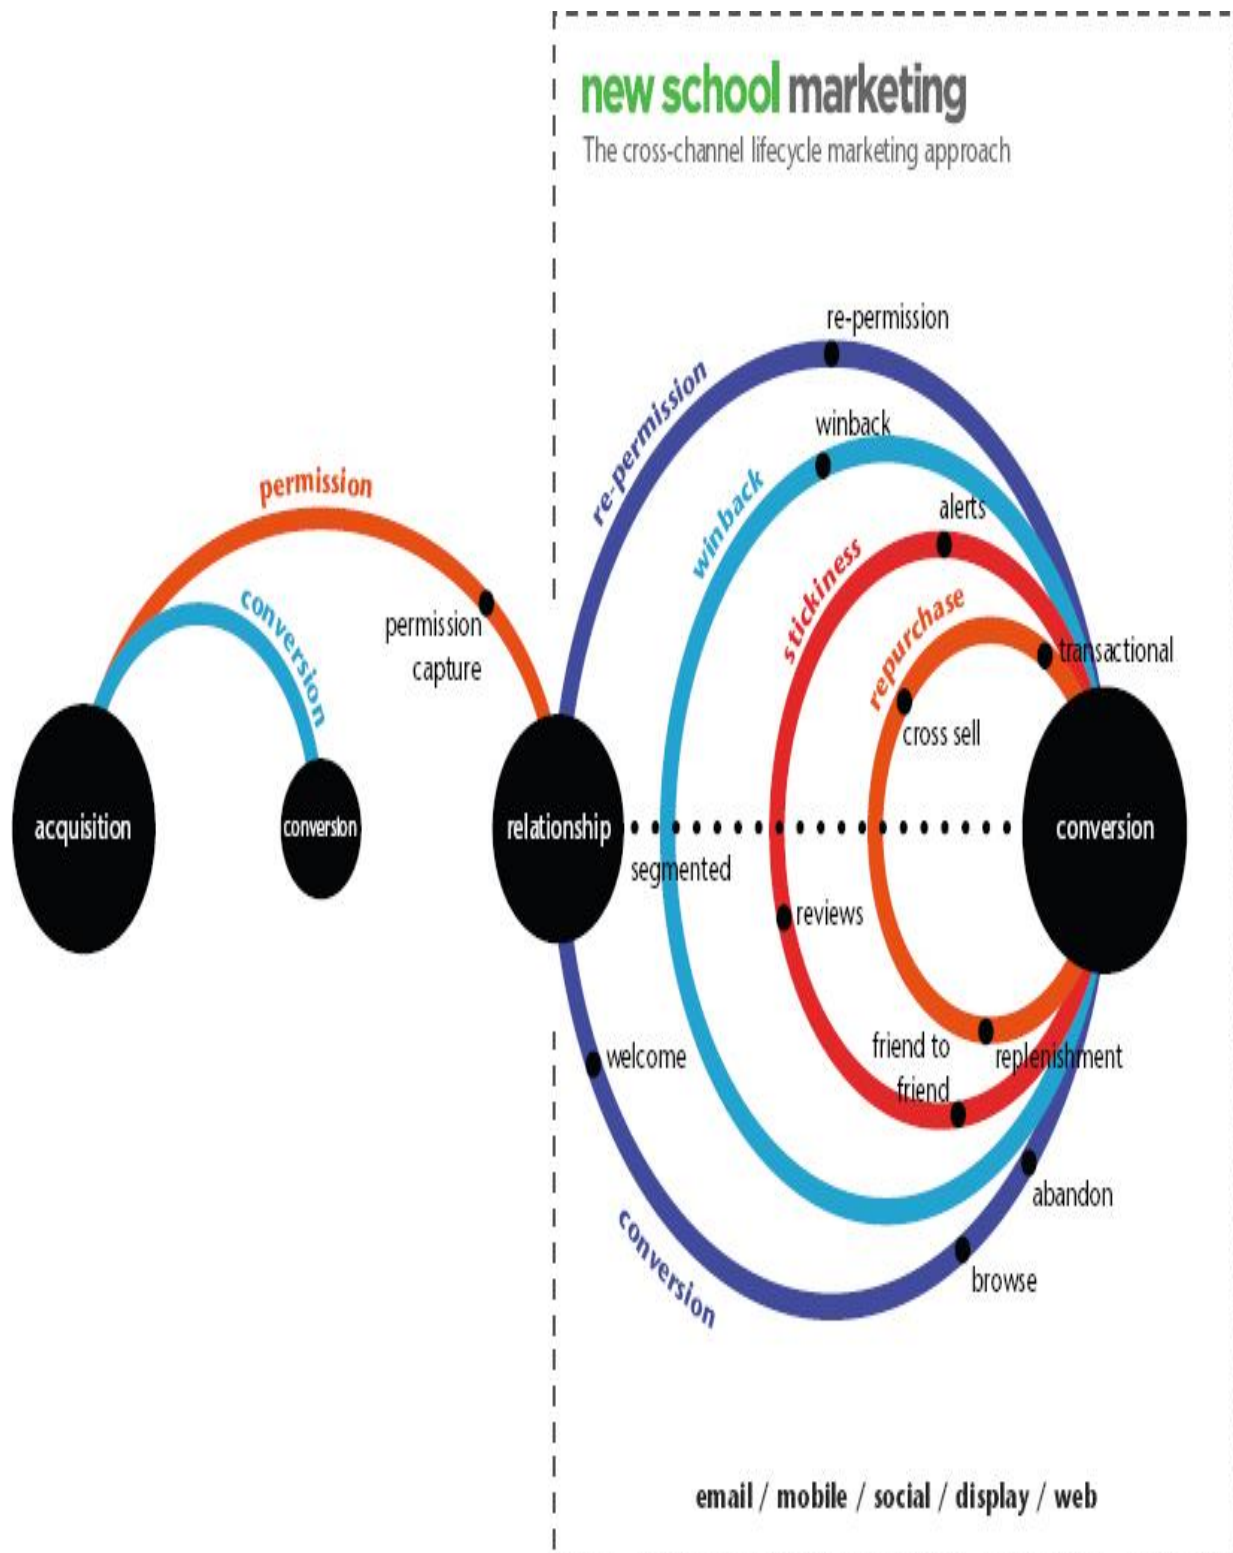 new school marketing
The cross-channel lifecycle marketing approach
re-permission
re-permission
winback
winback
alerts
stickiness
repurchase
transactional
cross sell
permission
conversion
permission
capture
acquisition
conversion
relationship
conversion
segmented
reviews
friend to
friend
replenishment
welcome
abandon
browse
conversion
email / mobile / social / display / web